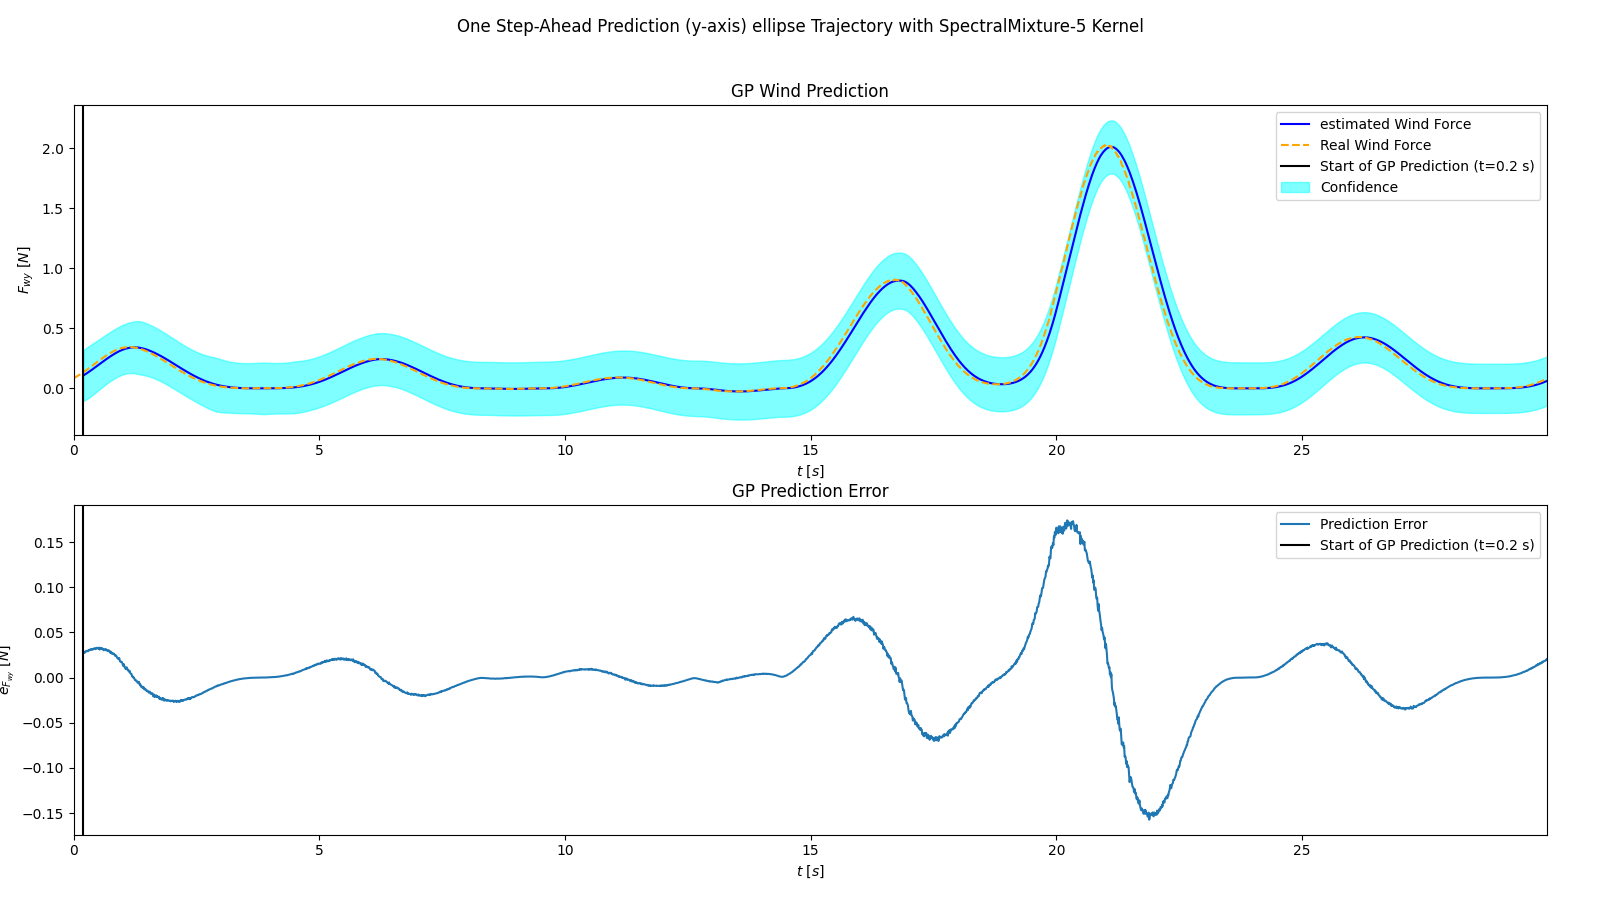 One Step-Ahead Prediction (y-axis) ellipse Trajectory with SpectralMixture-5 Kernel
GP Wind Prediction
estimated Wind Force
Real Wind Force
Start of GP Prediction (t=0.2 s)
Confidence
F_wy [N]
2.0
1.5
1.0
0.5
0.0
0 5 10 15 20 25
t [s]
GP Prediction Error
Prediction Error
Start of GP Prediction (t=0.2 s)
e_F_wy [N]
0.15
0.10
0.05
0.00
−0.05
−0.10
−0.15
0 5 10 15 20 25
t [s]